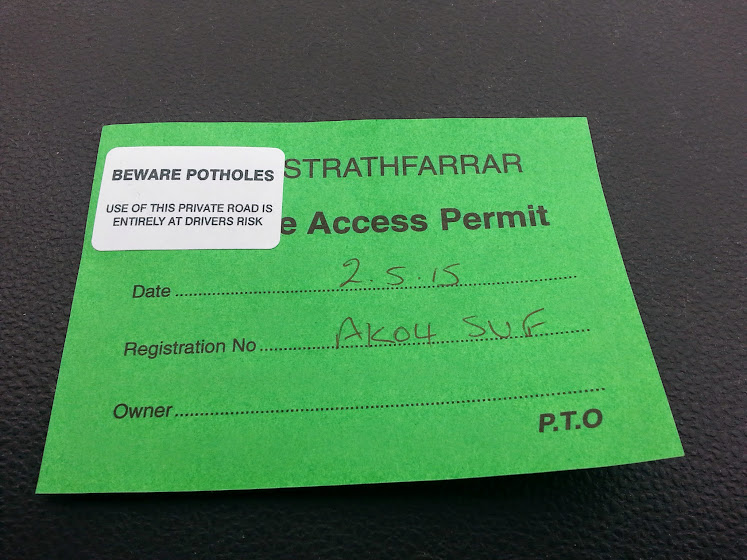 BEWARE POTHOLES
USE OF THIS PRIVATE ROAD IS
ENTIRELY AT DRIVERS RISK
STRATHFARRAR
e Access Permit
Date 2.5.15
Registration No AK04 SUF
Owner
P.T.O